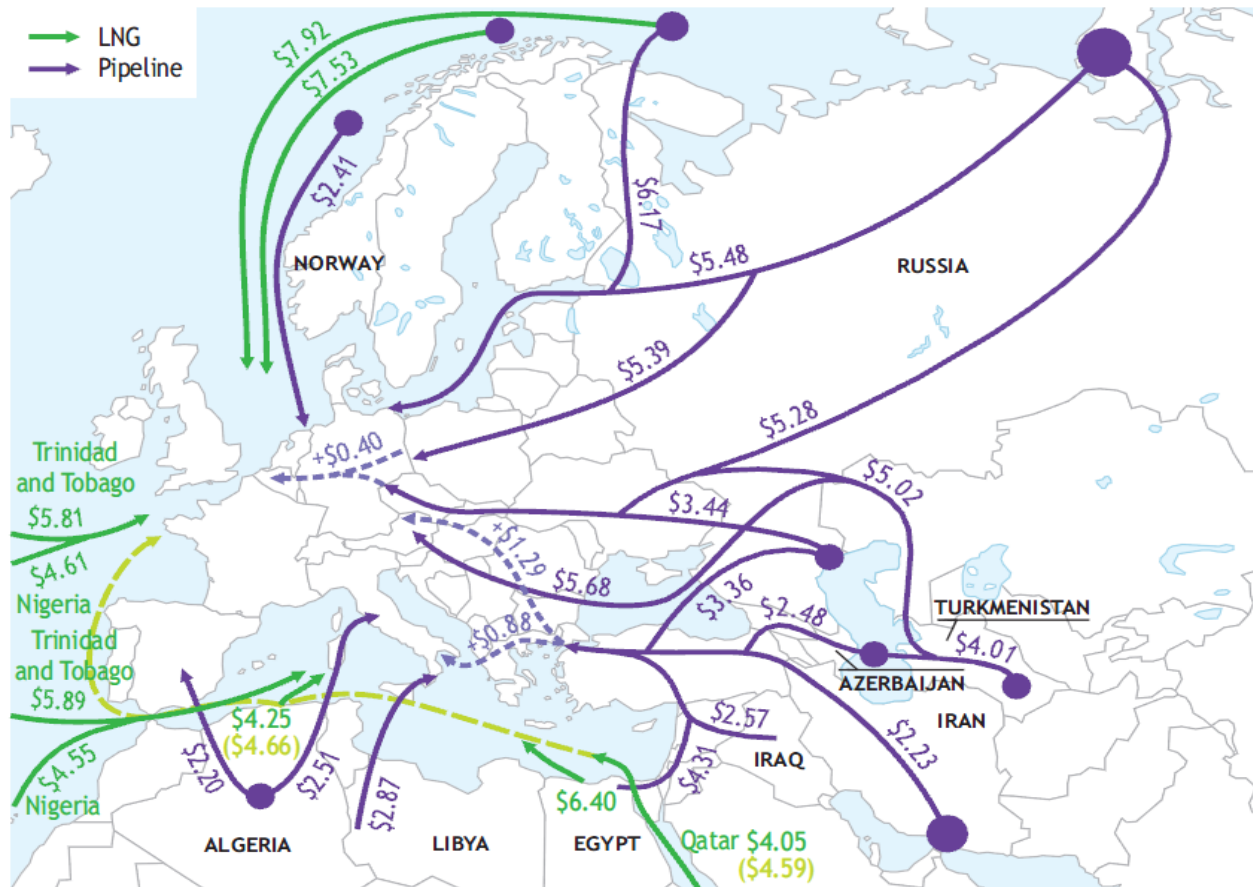 LNG
Pipeline
$7.92
$7.53
$2.41
NORWAY
$6.17
$5.48
RUSSIA
$5.39
$5.28
+$0.40
Trinidad
and Tobago
$5.81
$4.61
Nigeria
$3.44
$5.02
+$1.29
$5.68
$3.36
$2.48
TURKMENISTAN
$4.01
+$0.88
AZERBAIJAN
IRAN
Trinidad
and Tobago
$5.89
$4.25
($4.66)
$4.55
Nigeria
$2.20
$2.51
$2.87
$2.57
IRAQ
$4.31
$2.23
$6.40
ALGERIA
LIBYA
EGYPT
Qatar $4.05
($4.59)